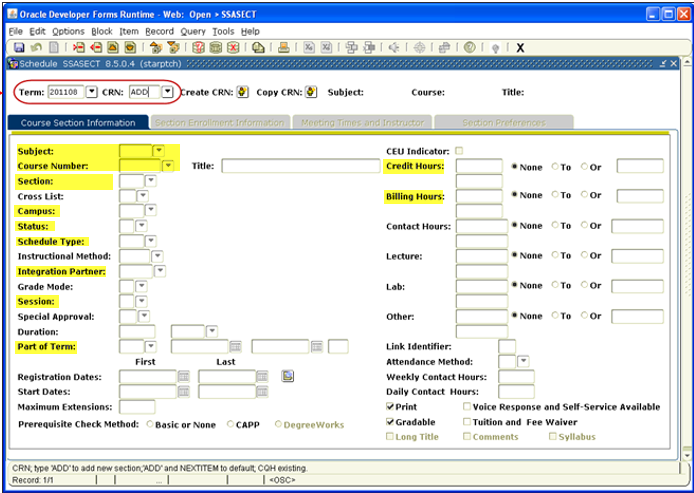 Oracle Developer Forms Runtime - Web: Open > SSASECT
File Edit Options Block Item Record Query Tools Help
X
Schedule SSASECT 8.5.0.4 (starptch)
Term: 201108 CRN: ADD Create CRN: Copy CRN: Subject: Course: Title:
Course Section Information Section Enrollment Information Meeting Times and Instructor Section Preferences
Subject: CEU Indicator:
Course Number: Title: Credit Hours: None To Or
Section:
Cross List: Billing Hours: None To Or
Campus:
Status: Contact Hours: None To Or
Schedule Type:
Instructional Method: Lecture: None To Or
Integration Partner:
Grade Mode: Lab: None To Or
Session:
Special Approval: Other: None To Or
Duration:
Part of Term: Link Identifier:
First Last Attendance Method:
Registration Dates: Weekly Contact Hours:
Start Dates: Daily Contact Hours:
Maximum Extensions: Print Voice Response and Self-Service Available
Prerequisite Check Method: Basic or None CAPP DegreeWorks Gradable Tuition and Fee Waiver
Long Title Comments Syllabus
CRN; type 'ADD' to add new section;'ADD' and NEXTITEM to default; CQH existing.
Record: 1/1 ... <OSC>